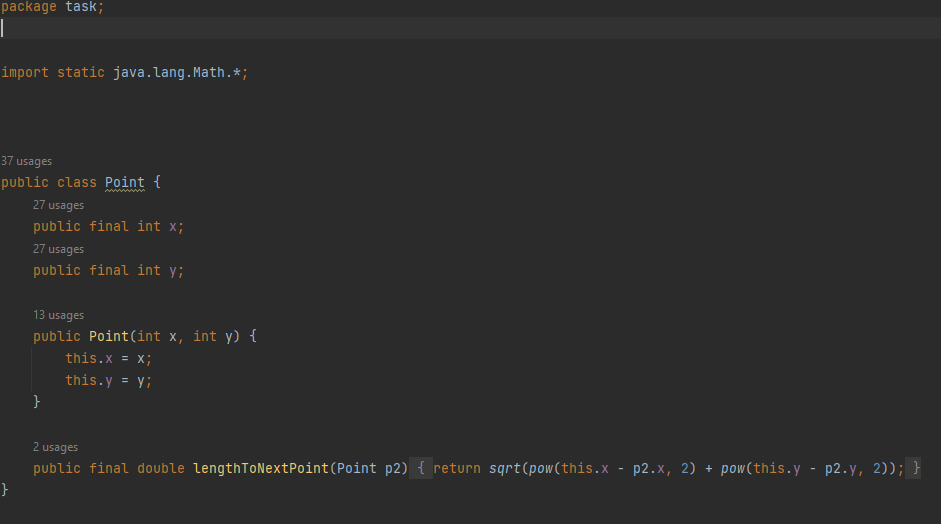 package task;
import static java.lang.Math.*;
37 usages
public class Point {
27 usages
public final int x;
27 usages
public final int y;
13 usages
public Point(int x, int y) {
this.x = x;
this.y = y;
}
2 usages
public final double lengthToNextPoint(Point p2) { return sqrt(pow(this.x - p2.x, 2) + pow(this.y - p2.y, 2)); }
}